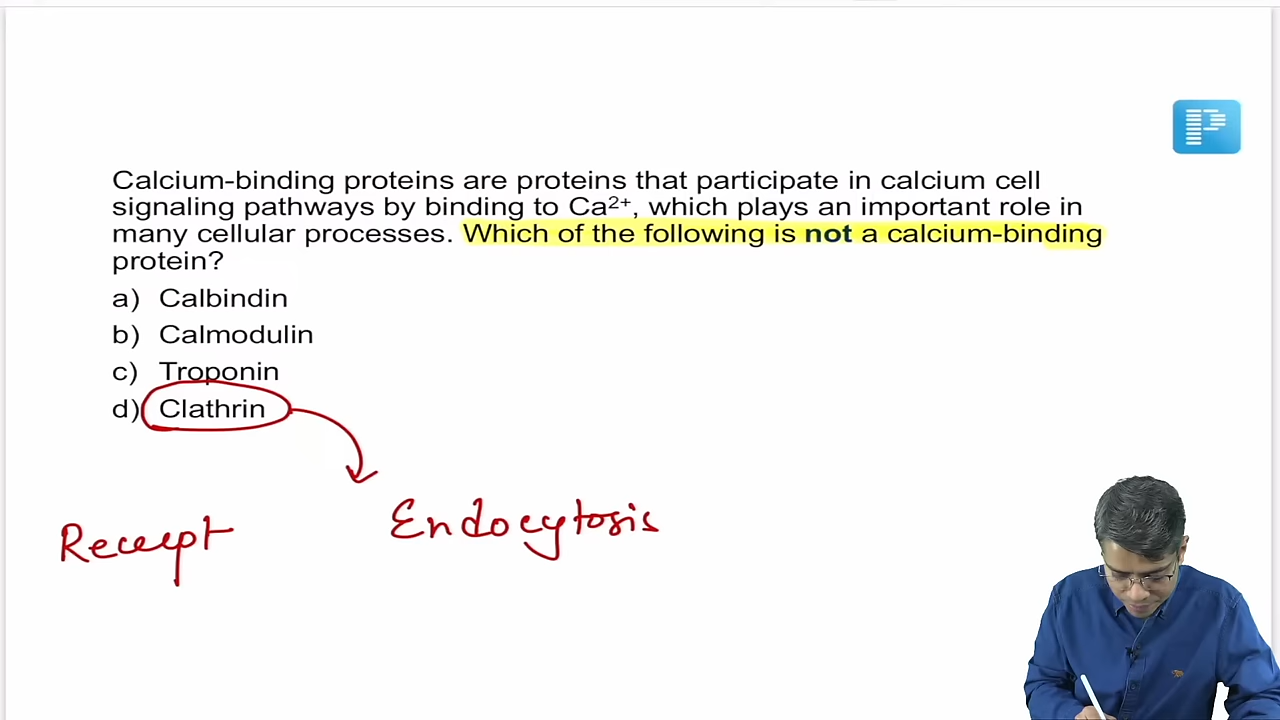 Calcium-binding proteins are proteins that participate in calcium cell
signaling pathways by binding to Ca²⁺, which plays an important role in
many cellular processes. Which of the following is not a calcium-binding
protein?
a) Calbindin
b) Calmodulin
c) Troponin
d) Clathrin
Recept Endocytosis